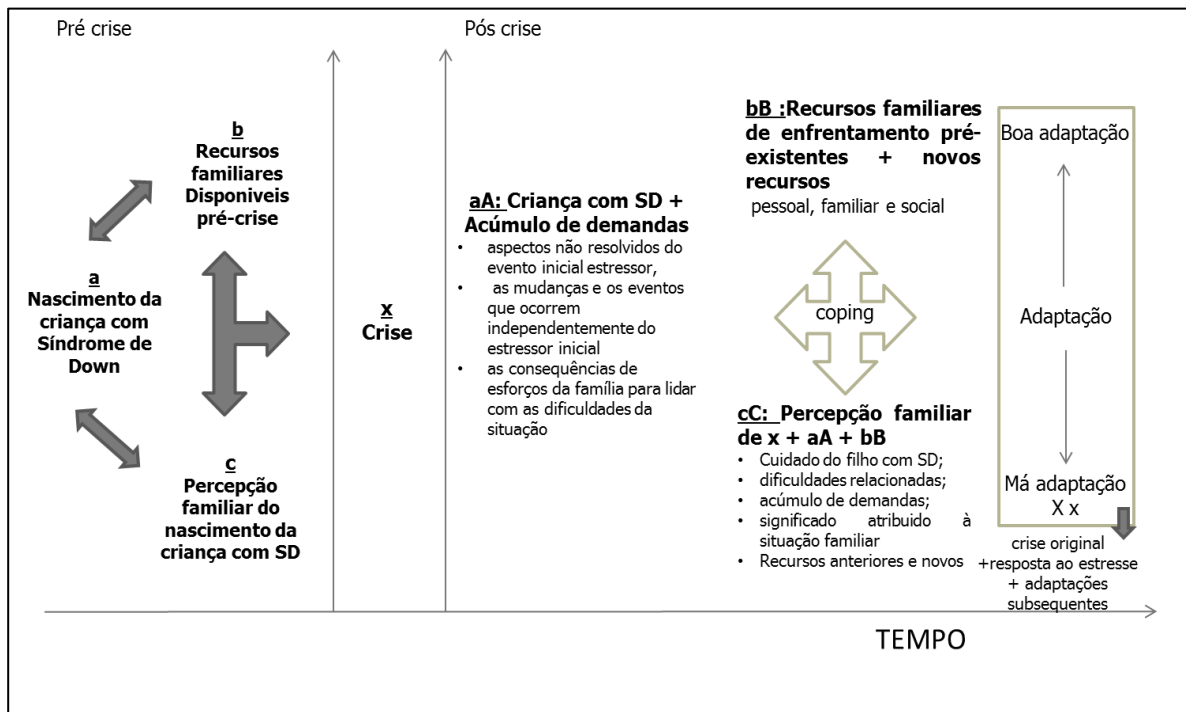 Pré crise
Pós crise
b
Recursos
familiares
Disponiveis
pré-crise
a
Nascimento da
criança com
Síndrome de
Down
c
Percepção
familiar do
nascimento da
criança com SD
x
Crise
aA: Criança com SD +
Acúmulo de demandas
• aspectos não resolvidos do
evento inicial estressor,
• as mudanças e os eventos
que ocorrem
independentemente do
estressor inicial
• as consequências de
esforços da família para lidar
com as dificuldades da
situação
bB :Recursos familiares
de enfrentamento pré-
existentes + novos
recursos
pessoal, familiar e social
coping
cC: Percepção familiar
de x + aA + bB
• Cuidado do filho com SD;
• dificuldades relacionadas;
• acúmulo de demandas;
• significado atribuido à
situação familiar
• Recursos anteriores e novos
Boa adaptação
Adaptação
Má adaptação
X x
crise original
+resposta ao estresse
+ adaptações
subsequentes
TEMPO